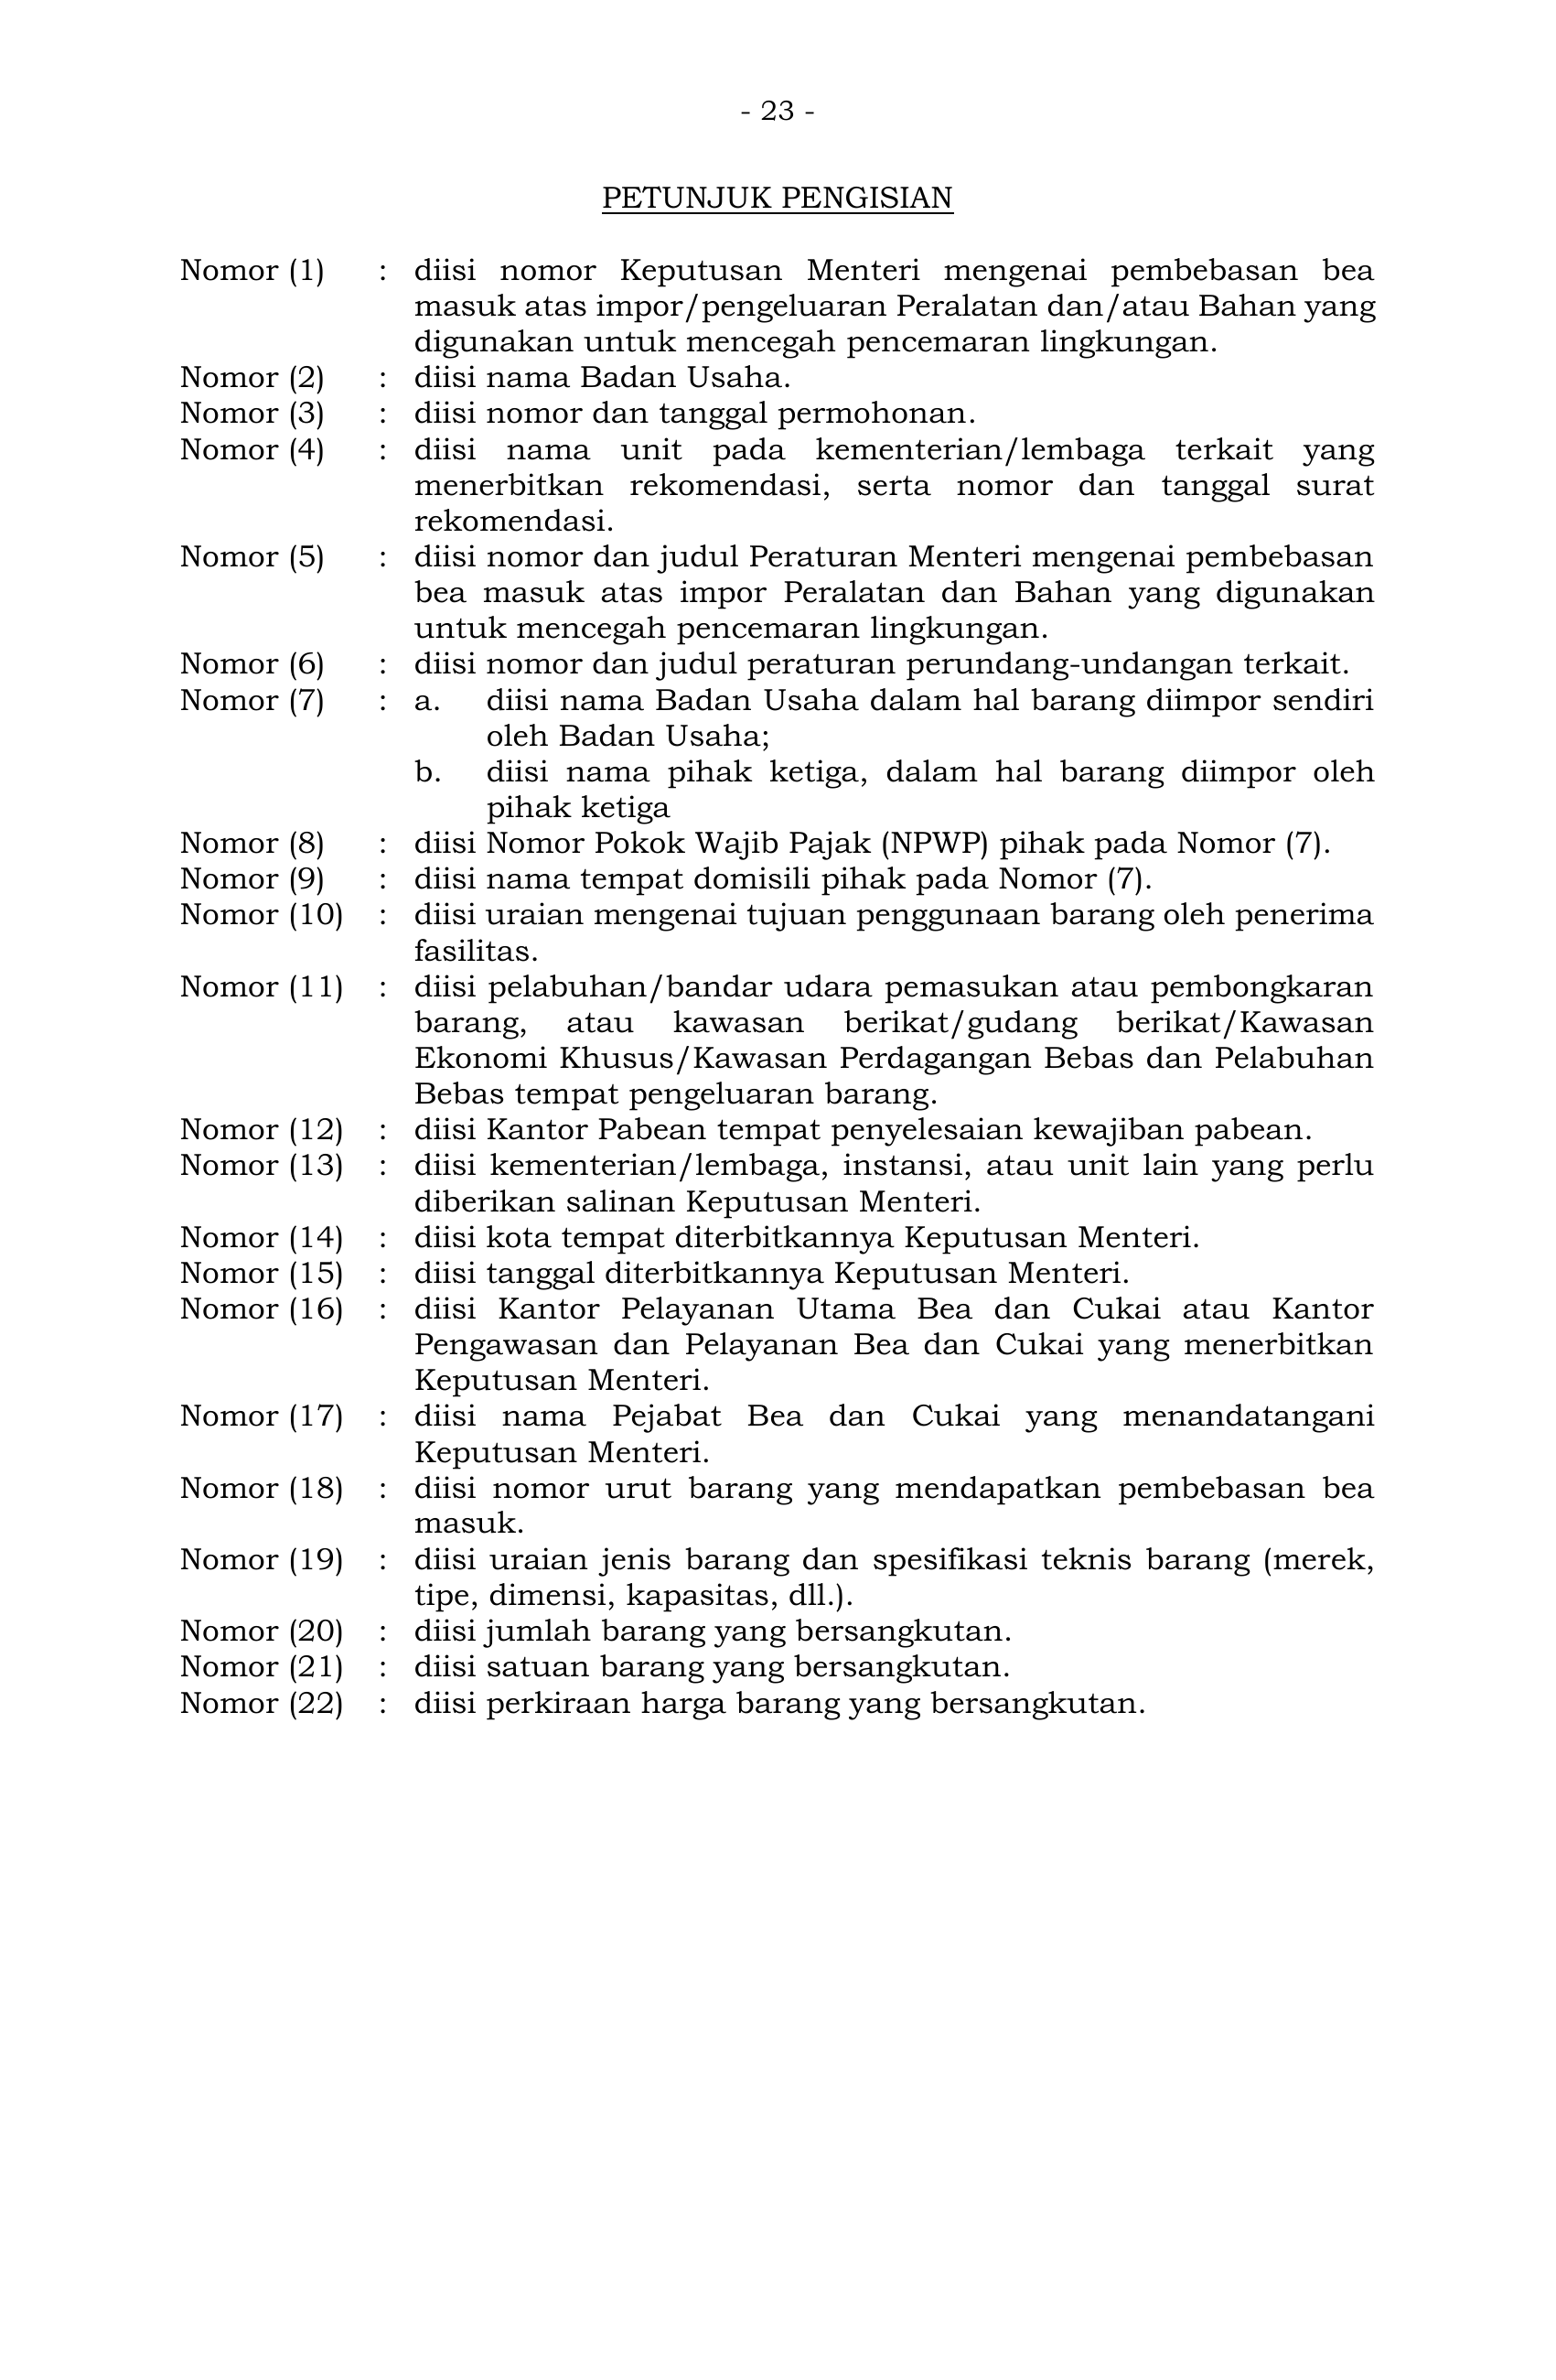 - 23 -
PETUNJUK PENGISIAN
Nomor (1) : diisi nomor Keputusan Menteri mengenai pembebasan bea
masuk atas impor/pengeluaran Peralatan dan/atau Bahan yang
digunakan untuk mencegah pencemaran lingkungan.
Nomor (2) : diisi nama Badan Usaha.
Nomor (3) : diisi nomor dan tanggal permohonan.
Nomor (4) : diisi nama unit pada kementerian/lembaga terkait yang
menerbitkan rekomendasi, serta nomor dan tanggal surat
rekomendasi.
Nomor (5) : diisi nomor dan judul Peraturan Menteri mengenai pembebasan
bea masuk atas impor Peralatan dan Bahan yang digunakan
untuk mencegah pencemaran lingkungan.
Nomor (6) : diisi nomor dan judul peraturan perundang-undangan terkait.
Nomor (7) : a. diisi nama Badan Usaha dalam hal barang diimpor sendiri
oleh Badan Usaha;
b. diisi nama pihak ketiga, dalam hal barang diimpor oleh
pihak ketiga
Nomor (8) : diisi Nomor Pokok Wajib Pajak (NPWP) pihak pada Nomor (7).
Nomor (9) : diisi nama tempat domisili pihak pada Nomor (7).
Nomor (10) : diisi uraian mengenai tujuan penggunaan barang oleh penerima
fasilitas.
Nomor (11) : diisi pelabuhan/bandar udara pemasukan atau pembongkaran
barang, atau kawasan berikat/gudang berikat/Kawasan
Ekonomi Khusus/Kawasan Perdagangan Bebas dan Pelabuhan
Bebas tempat pengeluaran barang.
Nomor (12) : diisi Kantor Pabean tempat penyelesaian kewajiban pabean.
Nomor (13) : diisi kementerian/lembaga, instansi, atau unit lain yang perlu
diberikan salinan Keputusan Menteri.
Nomor (14) : diisi kota tempat diterbitkannya Keputusan Menteri.
Nomor (15) : diisi tanggal diterbitkannya Keputusan Menteri.
Nomor (16) : diisi Kantor Pelayanan Utama Bea dan Cukai atau Kantor
Pengawasan dan Pelayanan Bea dan Cukai yang menerbitkan
Keputusan Menteri.
Nomor (17) : diisi nama Pejabat Bea dan Cukai yang menandatangani
Keputusan Menteri.
Nomor (18) : diisi nomor urut barang yang mendapatkan pembebasan bea
masuk.
Nomor (19) : diisi uraian jenis barang dan spesifikasi teknis barang (merek,
tipe, dimensi, kapasitas, dll.).
Nomor (20) : diisi jumlah barang yang bersangkutan.
Nomor (21) : diisi satuan barang yang bersangkutan.
Nomor (22) : diisi perkiraan harga barang yang bersangkutan.